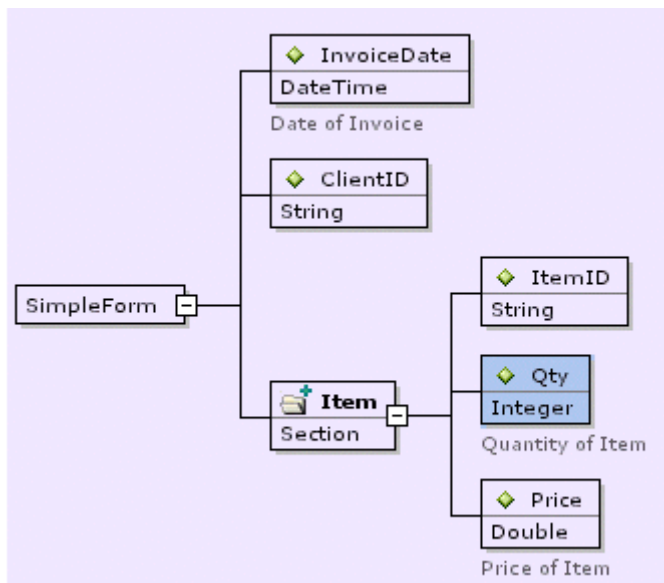 InvoiceDate
DateTime
Date of Invoice
ClientID
String
SimpleForm
ItemID
String
Item
Section
Qty
Integer
Quantity of Item
Price
Double
Price of Item